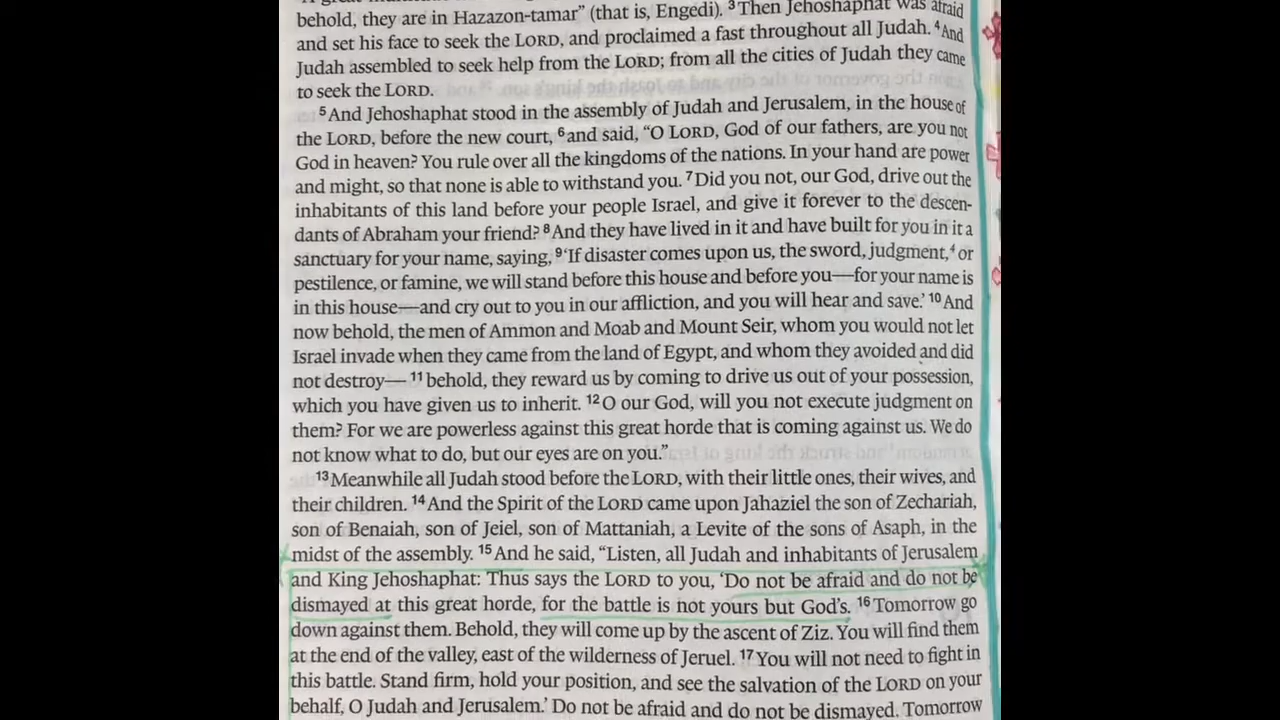 behold, they are in Hazazon-tamar” (that is, Engedi). ³Then Jehoshaphat was afraid
and set his face to seek the LORD, and proclaimed a fast throughout all Judah. ⁴And
Judah assembled to seek help from the LORD; from all the cities of Judah they came
to seek the LORD.
⁵And Jehoshaphat stood in the assembly of Judah and Jerusalem, in the house of
the LORD, before the new court, ⁶and said, “O LORD, God of our fathers, are you not
God in heaven? You rule over all the kingdoms of the nations. In your hand are power
and might, so that none is able to withstand you. ⁷Did you not, our God, drive out the
inhabitants of this land before your people Israel, and give it forever to the descen-
dants of Abraham your friend? ⁸And they have lived in it and have built for you in it a
sanctuary for your name, saying, ⁹‘If disaster comes upon us, the sword, judgment,⁴ or
pestilence, or famine, we will stand before this house and before you—for your name is
in this house—and cry out to you in our affliction, and you will hear and save.’ ¹⁰And
now behold, the men of Ammon and Moab and Mount Seir, whom you would not let
Israel invade when they came from the land of Egypt, and whom they avoided and did
not destroy— ¹¹behold, they reward us by coming to drive us out of your possession,
which you have given us to inherit. ¹²O our God, will you not execute judgment on
them? For we are powerless against this great horde that is coming against us. We do
not know what to do, but our eyes are on you.”
¹³Meanwhile all Judah stood before the LORD, with their little ones, their wives, and
their children. ¹⁴And the Spirit of the LORD came upon Jahaziel the son of Zechariah,
son of Benaiah, son of Jeiel, son of Mattaniah, a Levite of the sons of Asaph, in the
midst of the assembly. ¹⁵And he said, “Listen, all Judah and inhabitants of Jerusalem
and King Jehoshaphat: Thus says the LORD to you, ‘Do not be afraid and do not be
dismayed at this great horde, for the battle is not yours but God’s. ¹⁶Tomorrow go
down against them. Behold, they will come up by the ascent of Ziz. You will find them
at the end of the valley, east of the wilderness of Jeruel. ¹⁷You will not need to fight in
this battle. Stand firm, hold your position, and see the salvation of the LORD on your
behalf, O Judah and Jerusalem.’ Do not be afraid and do not be dismayed. Tomorrow